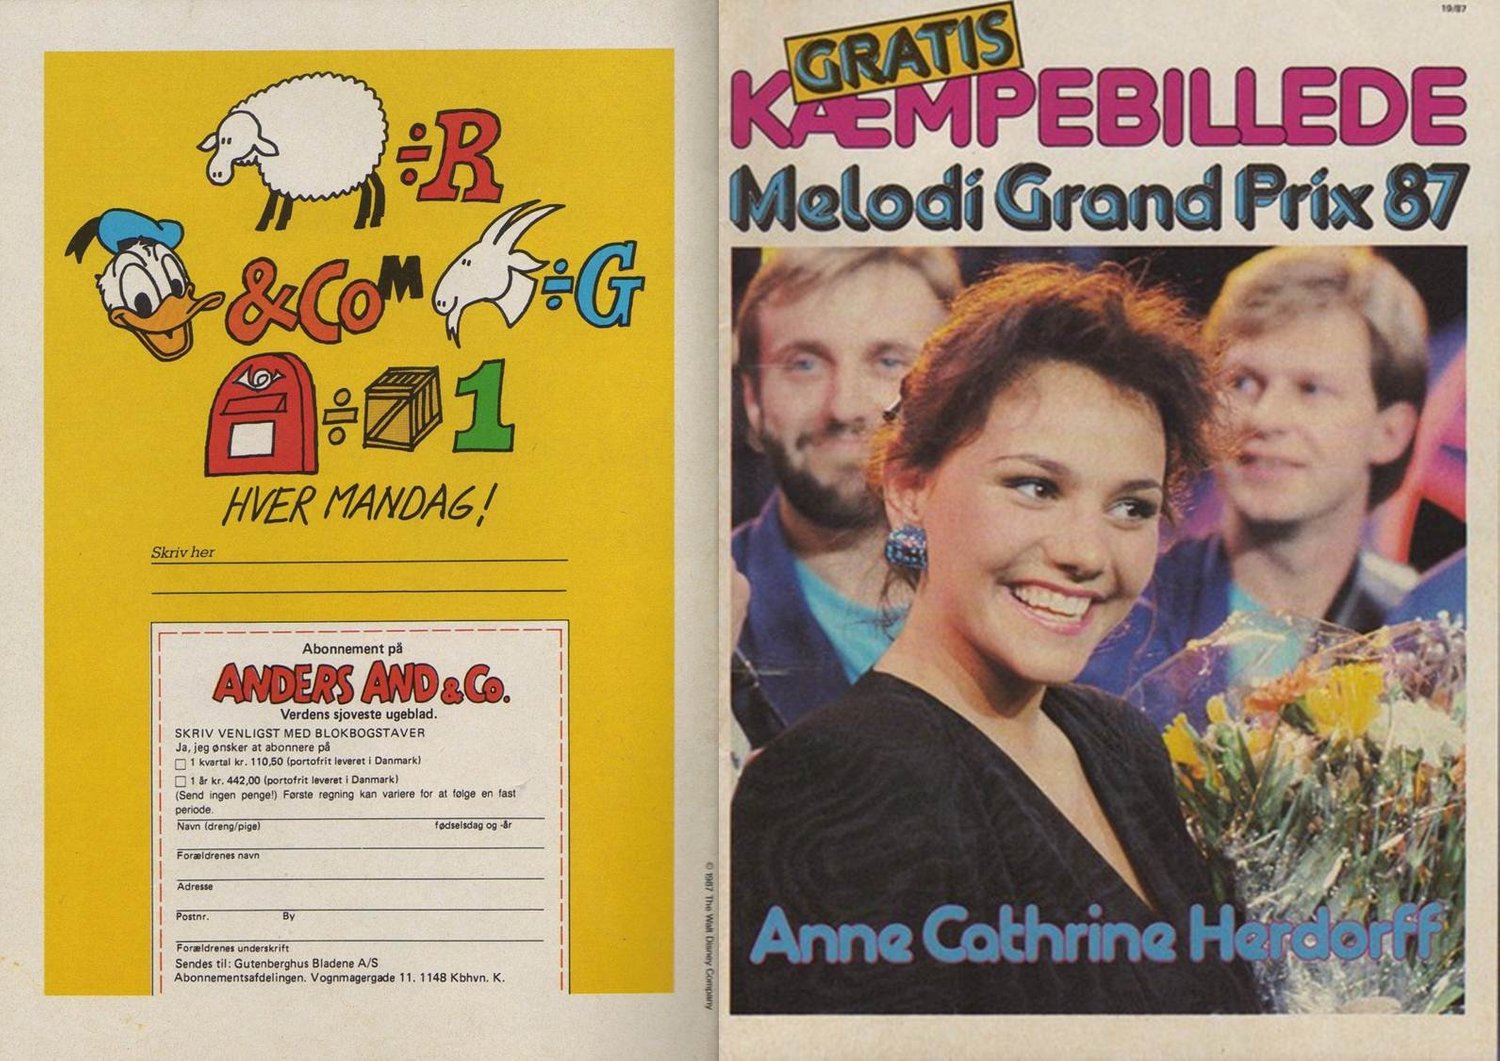 ÷R
&COM ÷G
÷ 1
HVER MANDAG!
Skriv her
Abonnement på
ANDERS AND & Co.
Verdens sjoveste ugeblad.
SKRIV VENLIGST MED BLOKBOGSTAVER
Ja, jeg ønsker at abonnere på
1 kvartal kr. 110,50 (portofrit leveret i Danmark)
1 år kr. 442,00 (portofrit leveret i Danmark)
(Send ingen penge!) Første regning kan variere for at følge en fast
periode.
Navn (dreng/pige) fødselsdag og -år
Forældrenes navn
Adresse
Postnr. By
Forældrenes underskrift
Sendes til: Gutenberghus Bladene A/S
Abonnementsafdelingen. Vognmagergade 11. 1148 Kbhvn. K.
© 1987 The Walt Disney Company
19/87
GRATIS
KÆMPEBILLEDE
Melodi Grand Prix 87
Anne Cathrine Herdorff